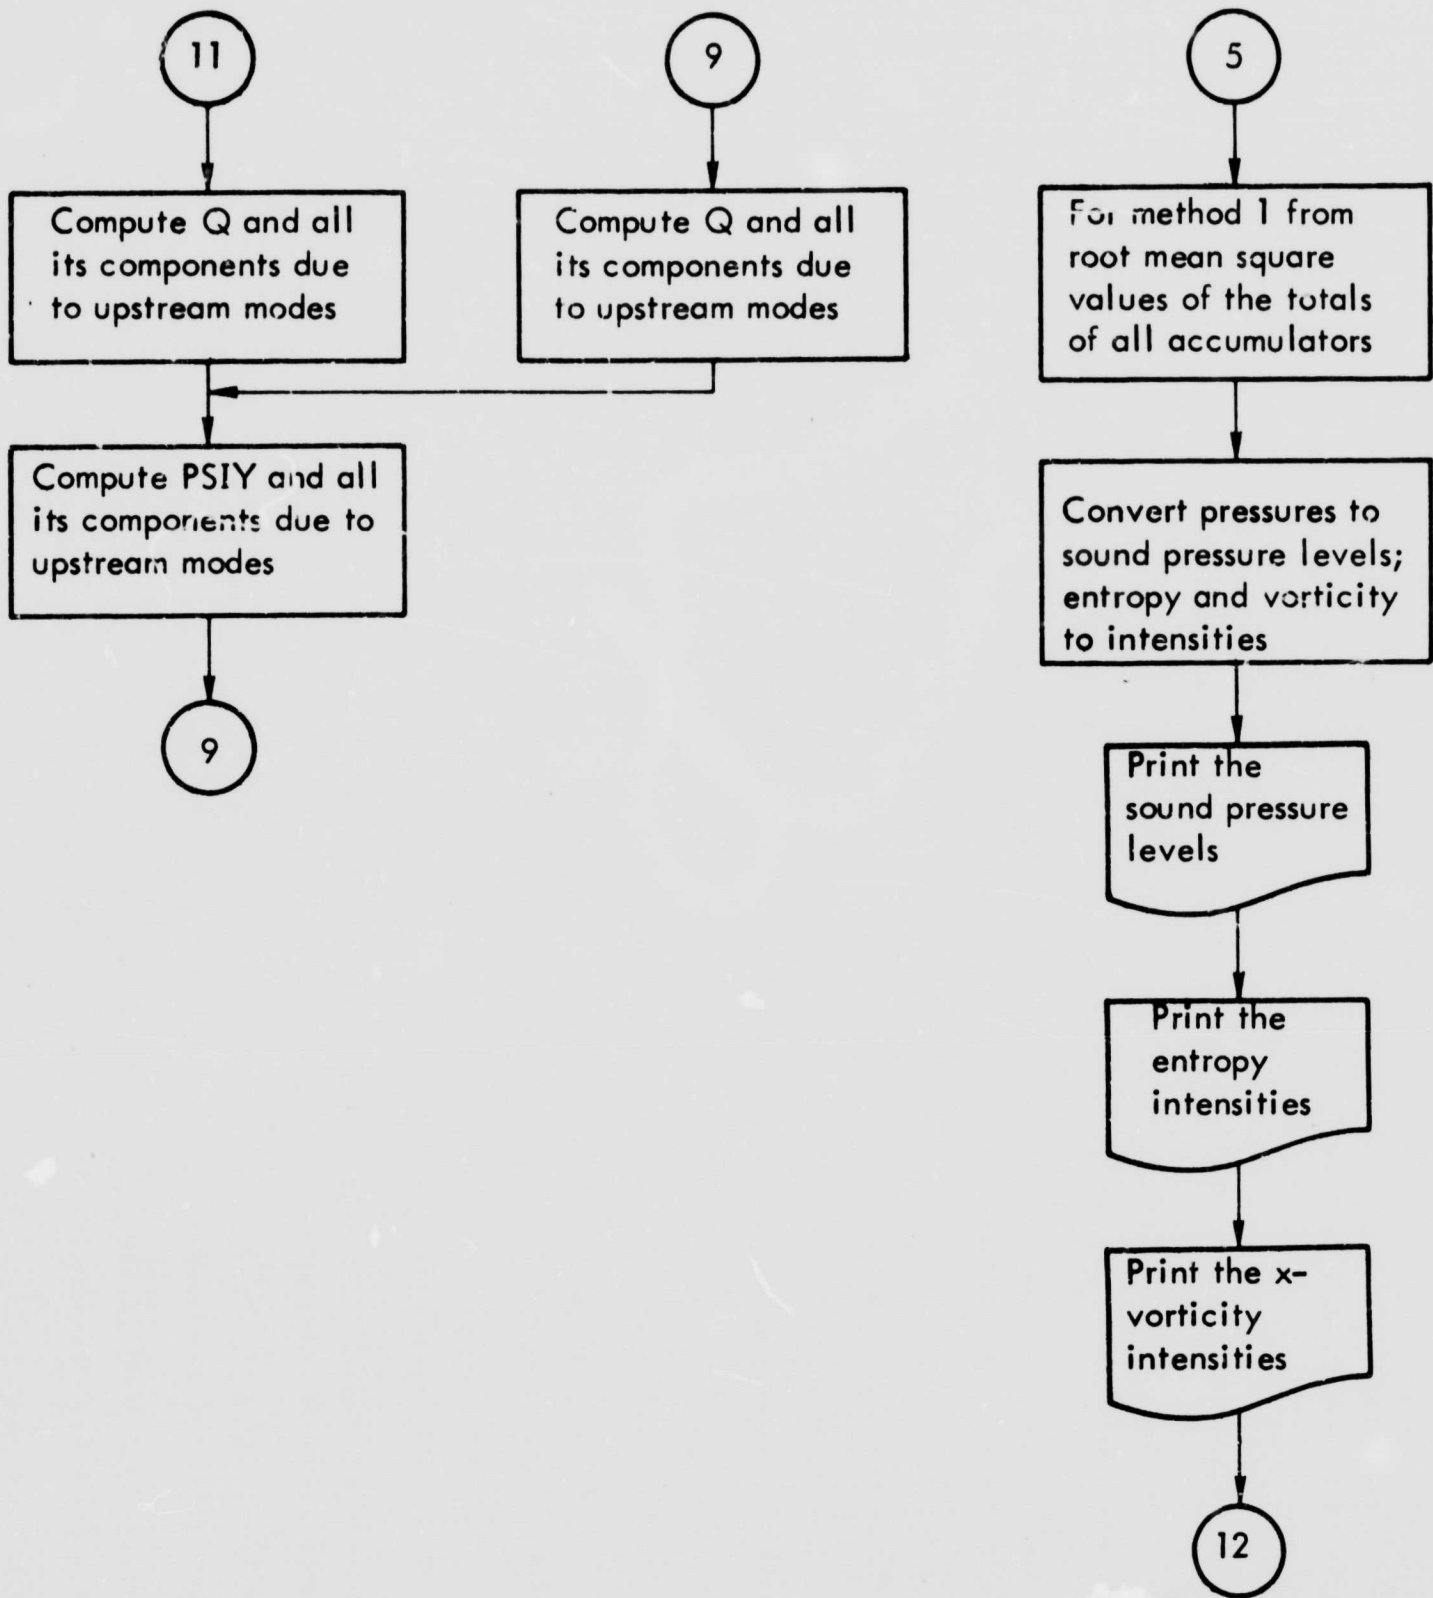 11
Compute Q and all
its components due
to upstream modes
Compute PSIY and all
its components due to
upstream modes
9
9
Compute Q and all
its components due
to upstream modes
5
For method 1 from
root mean square
values of the totals
of all accumulators
Convert pressures to
sound pressure levels;
entropy and vorticity
to intensities
Print the
sound pressure
levels
Print the
entropy
intensities
Print the x-
vorticity
intensities
12